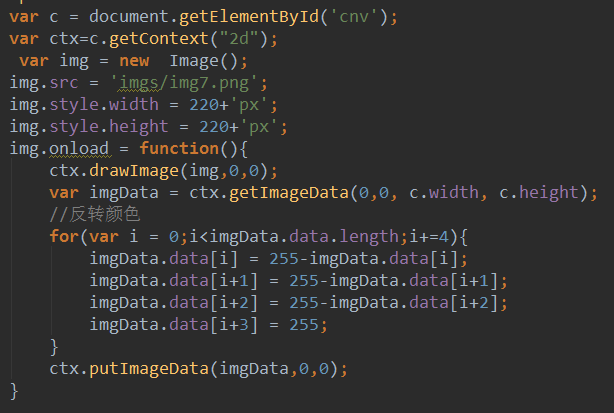 var c = document.getElementById('cnv');
var ctx=c.getContext("2d");
var img = new  Image();
img.src = 'imgs/img7.png';
img.style.width = 220+'px';
img.style.height = 220+'px';
img.onload = function(){
    ctx.drawImage(img,0,0);
    var imgData = ctx.getImageData(0,0, c.width, c.height);
    //反转颜色
    for(var i = 0;i<imgData.data.length;i+=4){
        imgData.data[i] = 255-imgData.data[i];
        imgData.data[i+1] = 255-imgData.data[i+1];
        imgData.data[i+2] = 255-imgData.data[i+2];
        imgData.data[i+3] = 255;
    }
    ctx.putImageData(imgData,0,0);
}